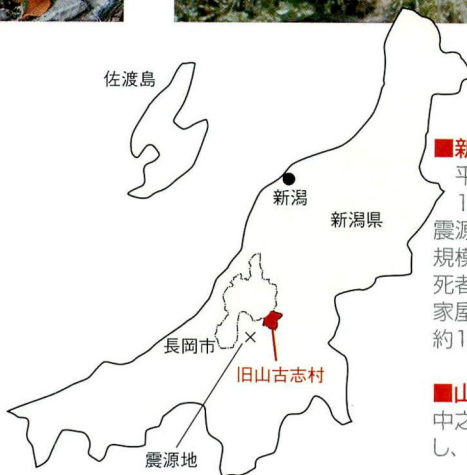 佐渡島
新潟
新潟県
長岡市
旧山古志村
震源地
■新
平
1
震源
規模
死者
家屋
約1
■山
中之
し、